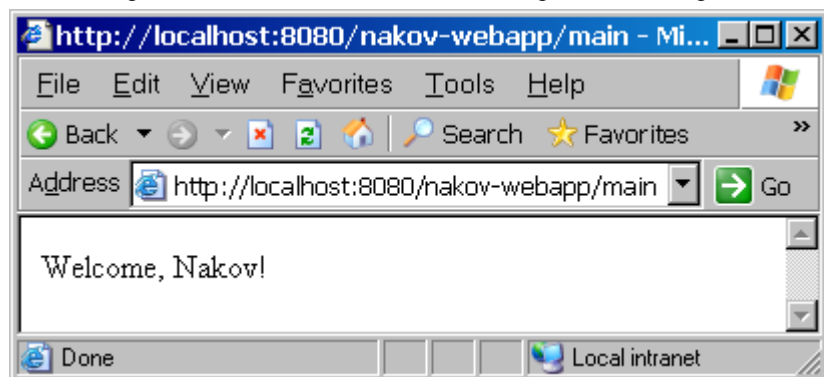 http://localhost:8080/nakov-webapp/main - Mi...
File Edit View Favorites Tools Help
Back Search Favorites »
Address http://localhost:8080/nakov-webapp/main Go
Welcome, Nakov!
Done Local intranet